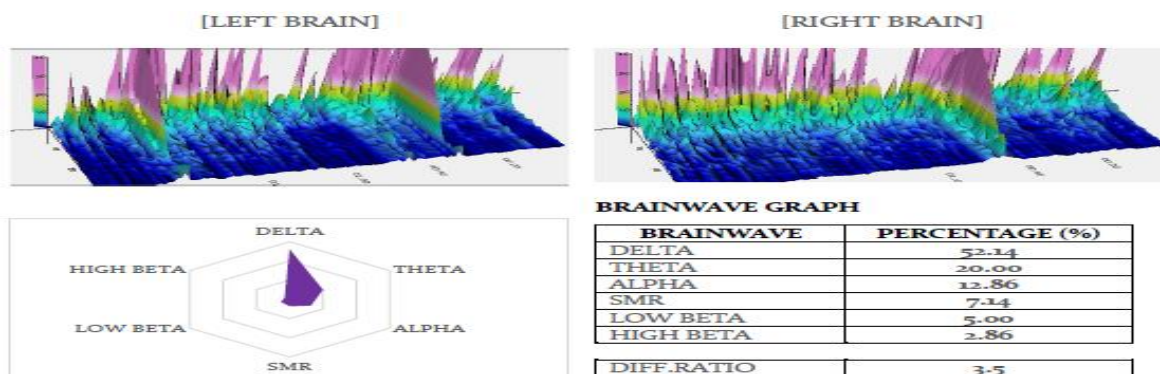 [LEFT BRAIN]
[RIGHT BRAIN]
DELTA
HIGH BETA
THETA
LOW BETA
ALPHA
SMR
BRAINWAVE GRAPH
BRAINWAVE PERCENTAGE (%)
DELTA 52.14
THETA 20.00
ALPHA 12.86
SMR 7.14
LOW BETA 5.00
HIGH BETA 2.86
DIFF.RATIO 3.5